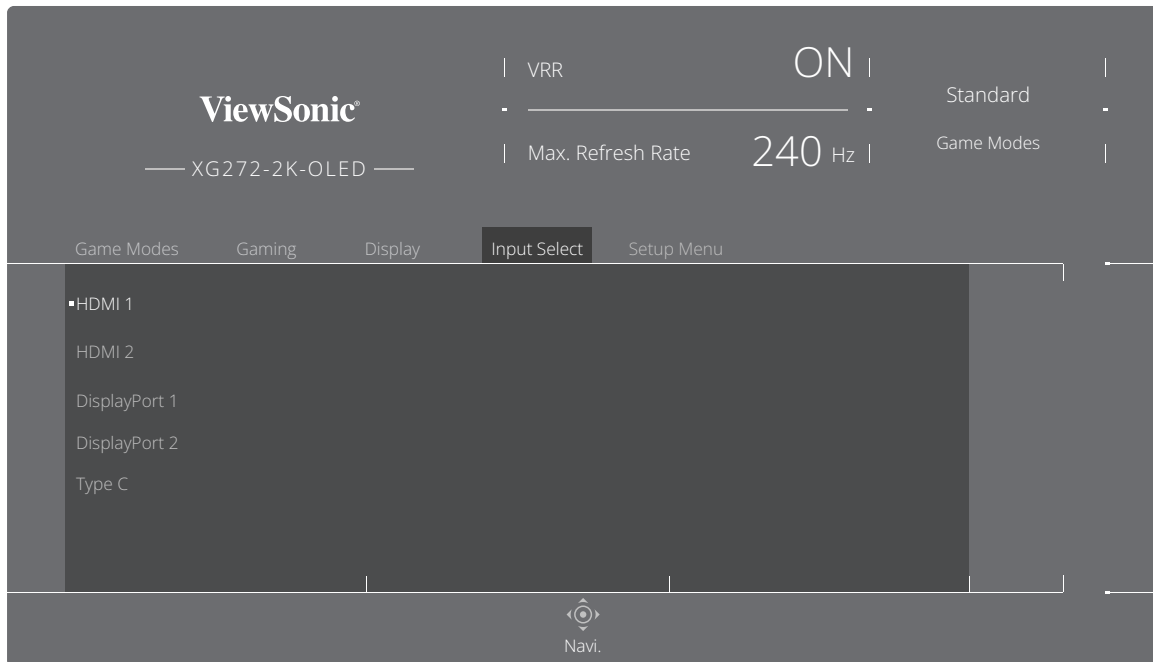 ViewSonic®
XG272-2K-OLED
VRR ON
Max. Refresh Rate 240 Hz
Standard
Game Modes
Game Modes Gaming Display Input Select Setup Menu
HDMI 1
HDMI 2
DisplayPort 1
DisplayPort 2
Type C
Navi.